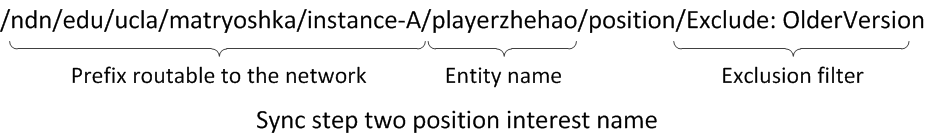 /ndn/edu/ucla/matryoshka/instance-A/playerzhehao/position/Exclude: OlderVersion
Prefix routable to the network Entity name Exclusion filter
Sync step two position interest name